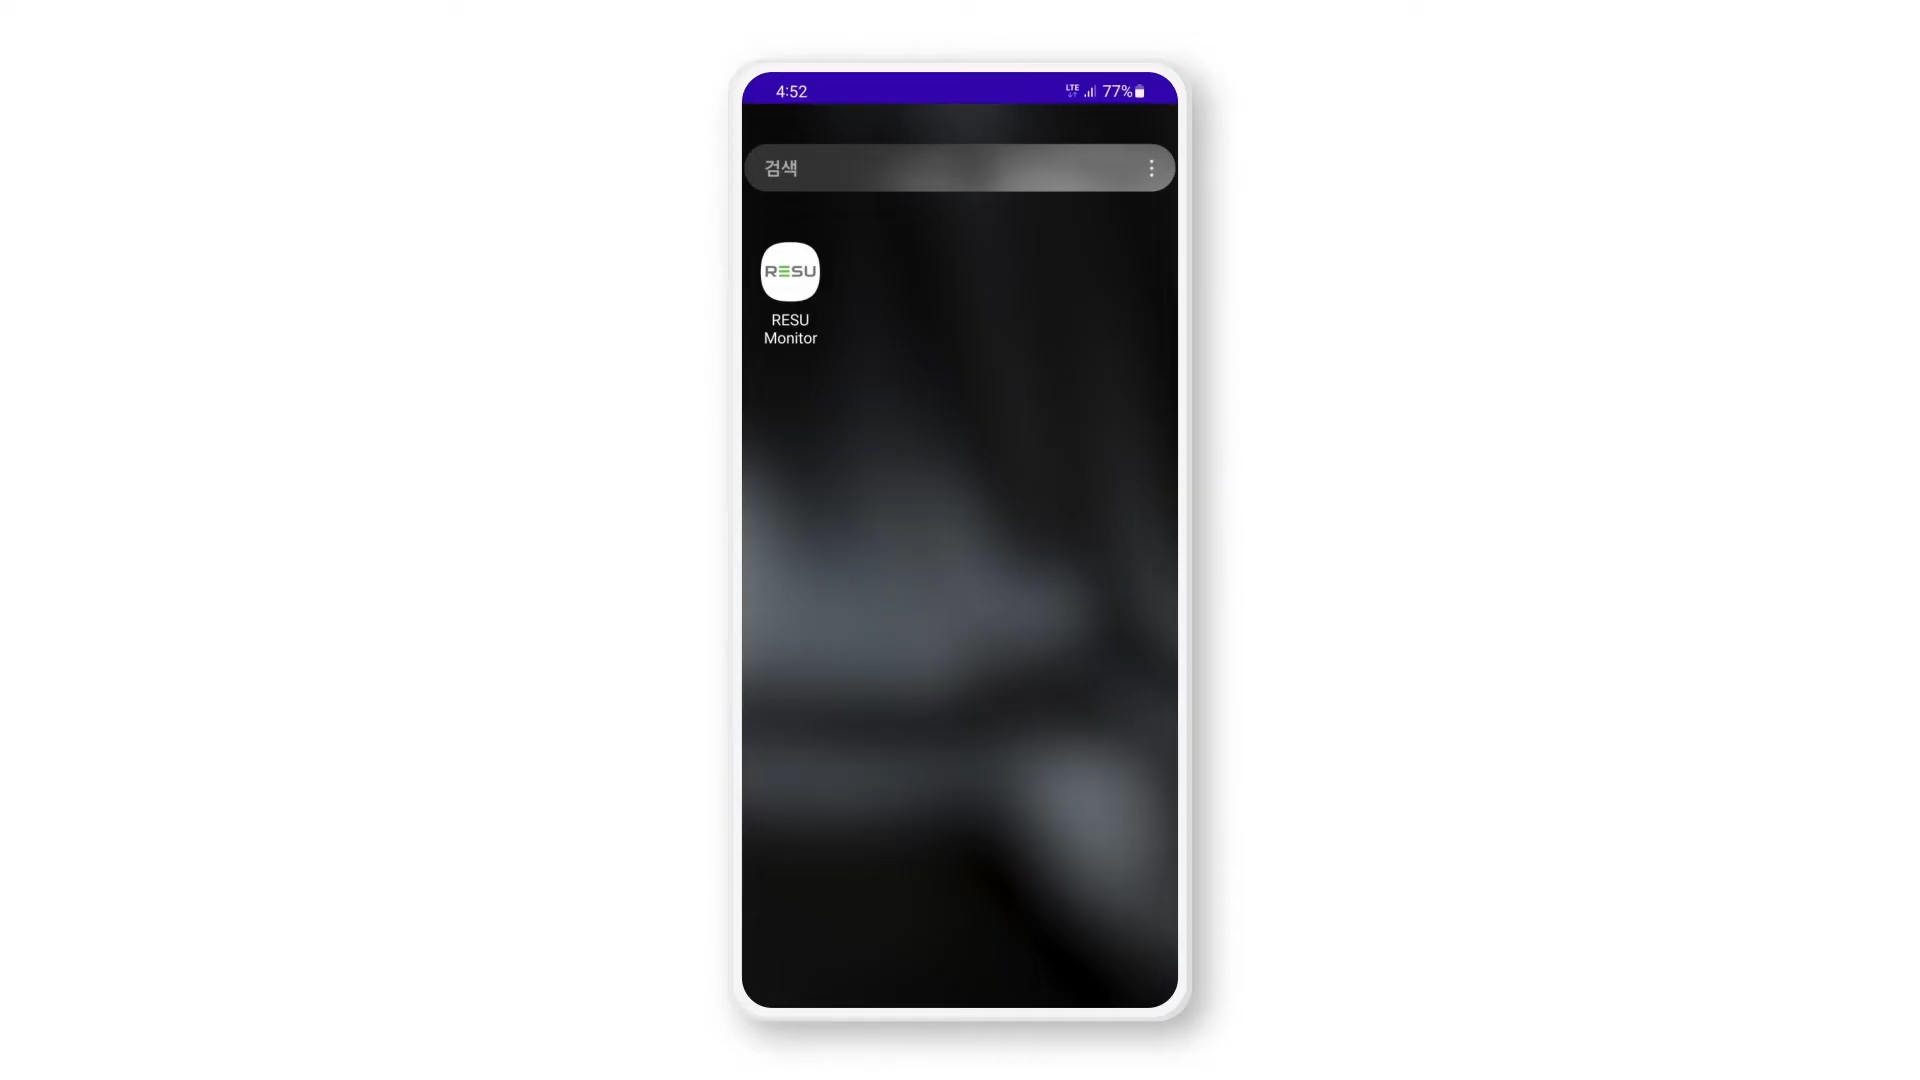 4:52
LTE
77%
검색
RESU
RESU
Monitor